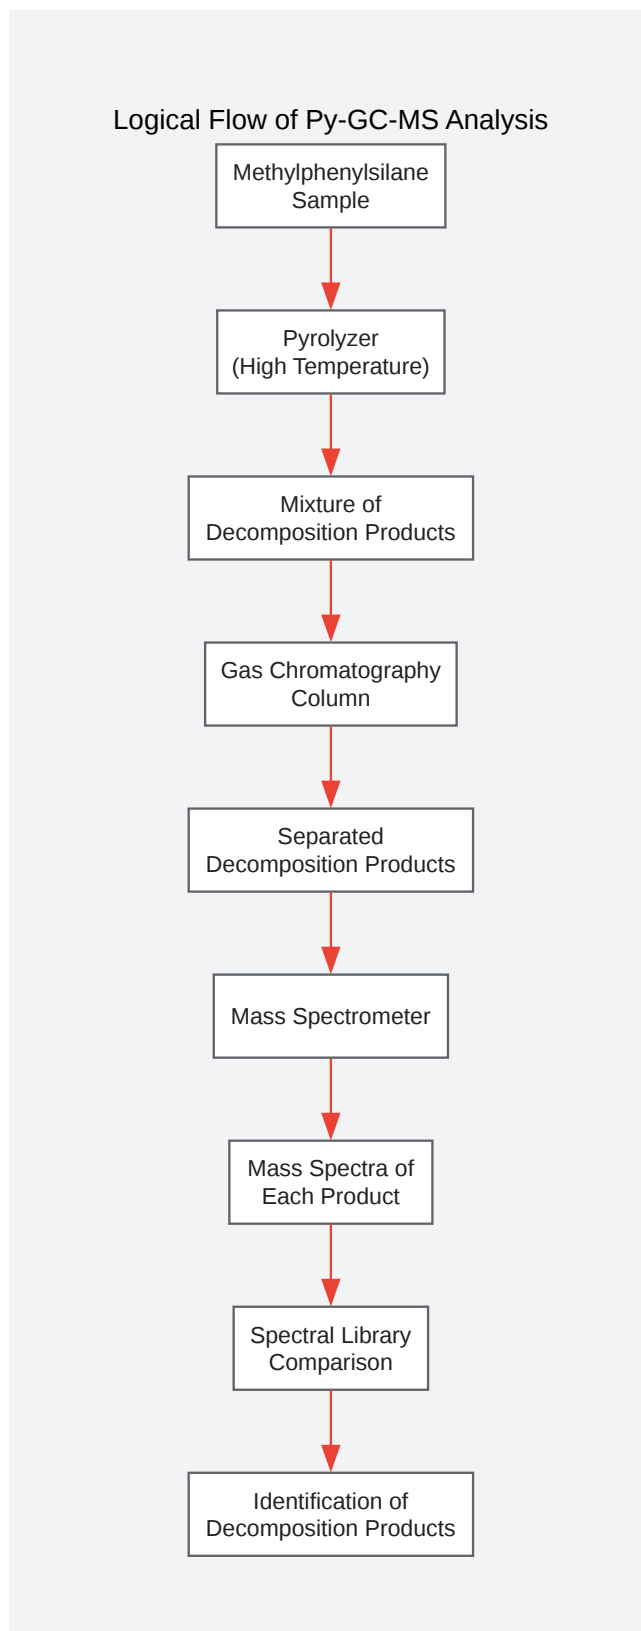 Logical Flow of Py-GC-MS Analysis
Methylphenylsilane
Sample
Pyrolyzer
(High Temperature)
Mixture of
Decomposition Products
Gas Chromatography
Column
Separated
Decomposition Products
Mass Spectrometer
Mass Spectra of
Each Product
Spectral Library
Comparison
Identification of
Decomposition Products